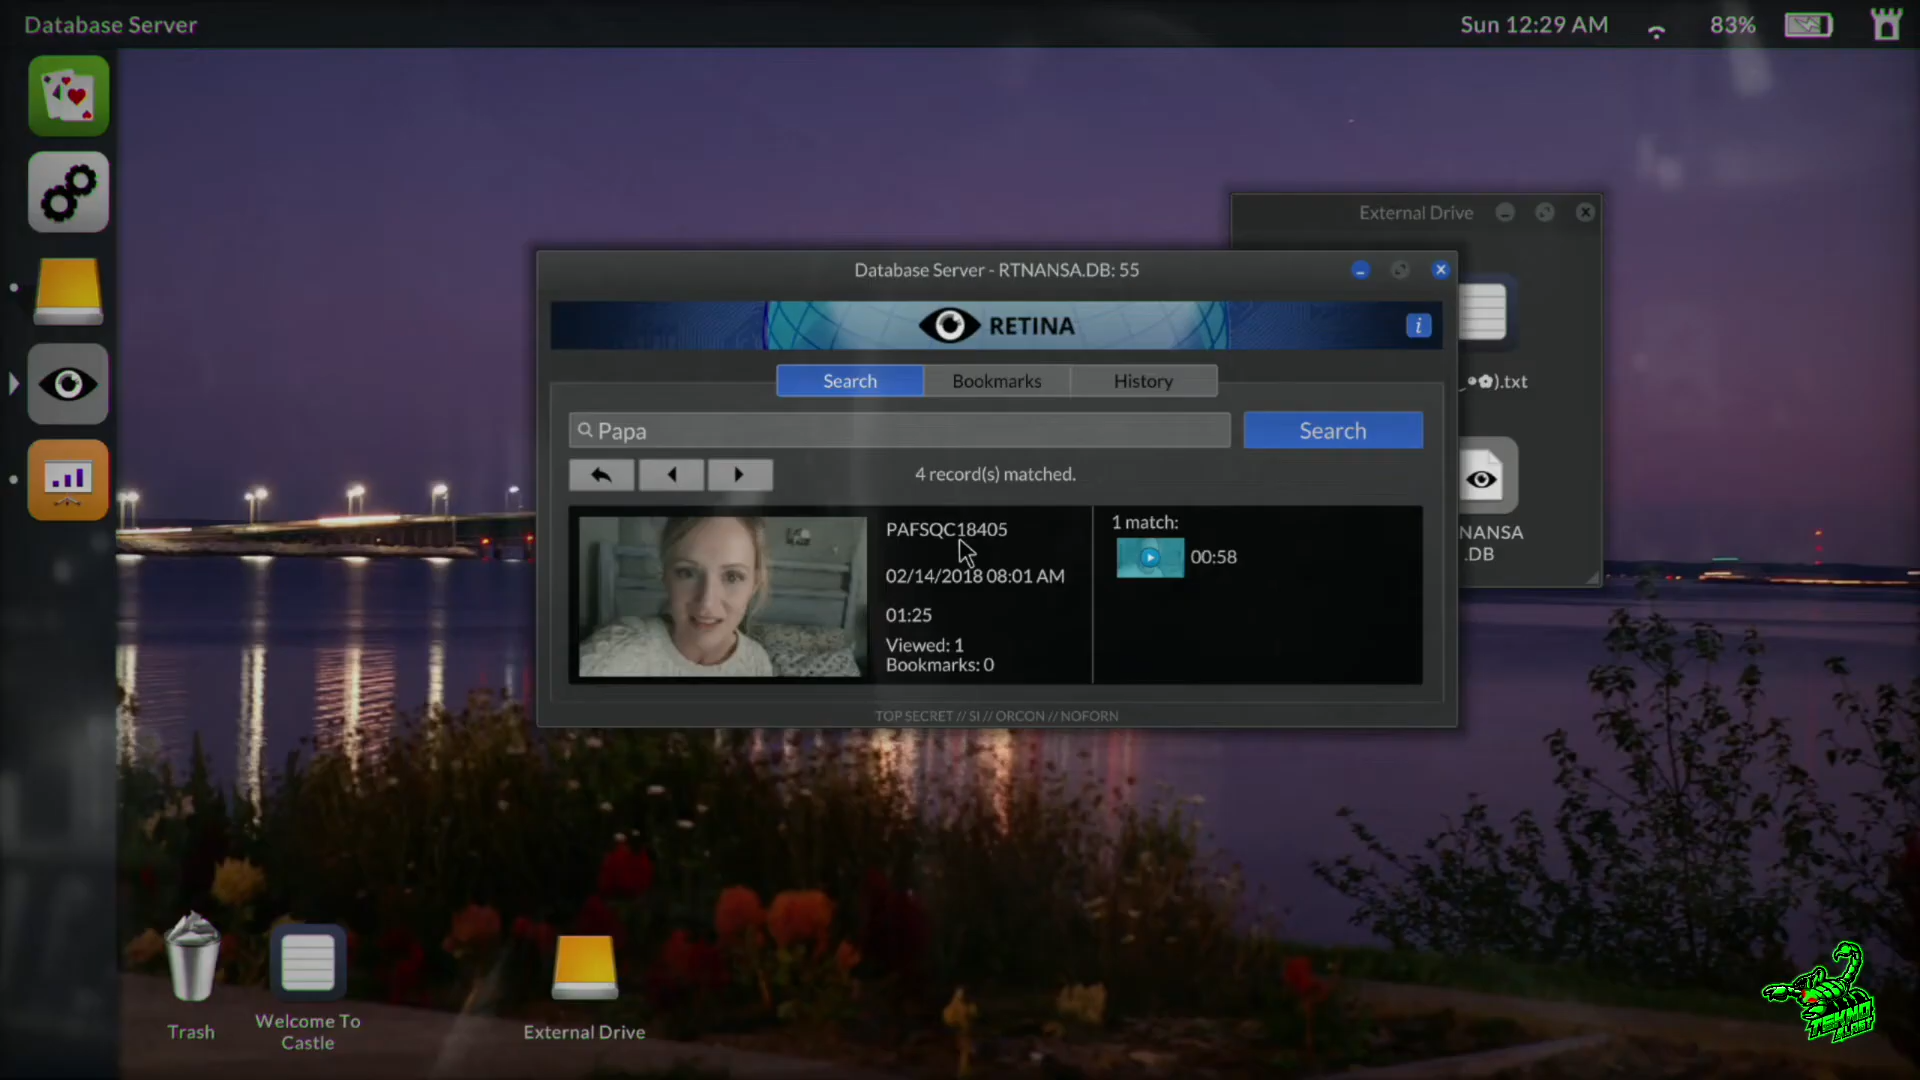 Database Server
Sun 12:29 AM
83%
External Drive
Database Server - RTNANSA.DB: 55
RETINA
i
Search
Bookmarks
History
).txt
Papa
Search
4 record(s) matched.
PAFSQC18405
02/14/2018 08:01 AM
01:25
Viewed: 1
Bookmarks: 0
1 match:
00:58
NANSA
.DB
TOP SECRET // SI // ORCON // NOFORN
Trash
Welcome To
Castle
External Drive
TEKNO